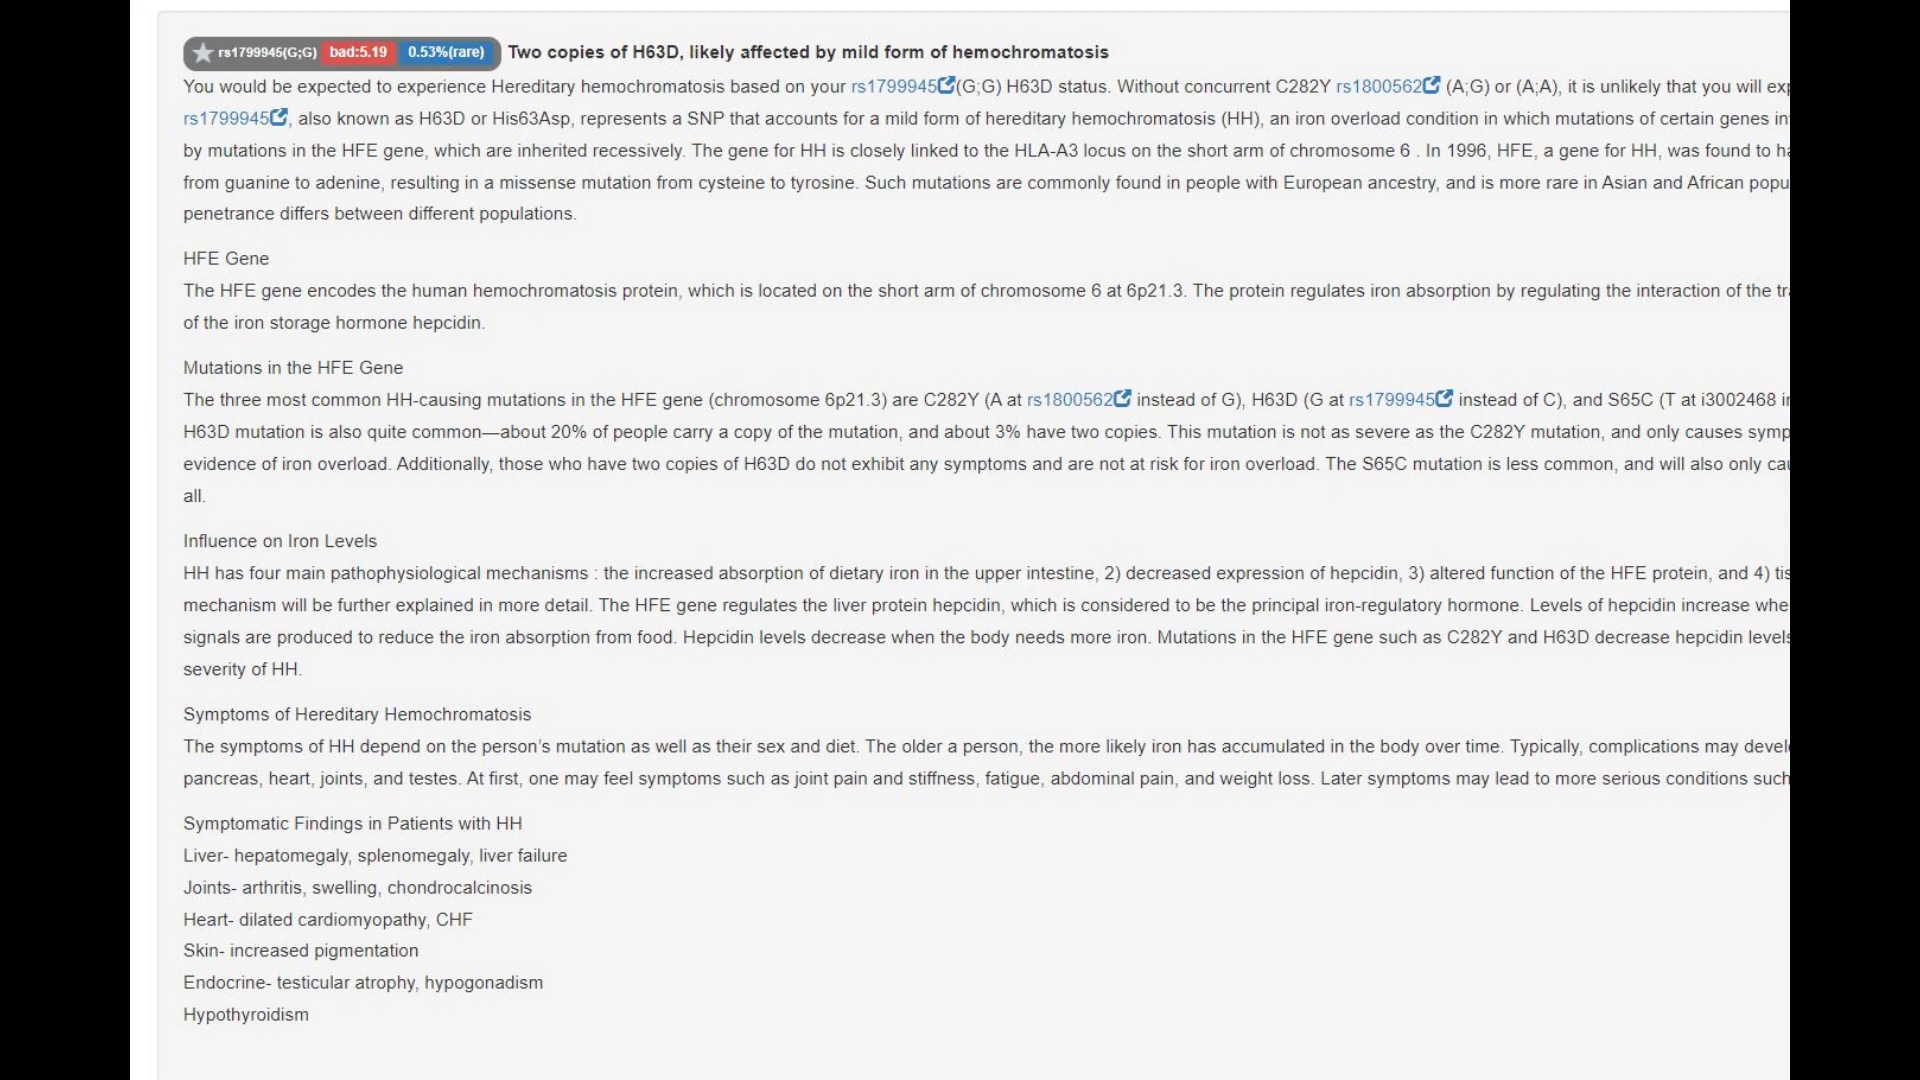 rs1799945(G;G) bad:5.19 0.53%(rare) Two copies of H63D, likely affected by mild form of hemochromatosis
You would be expected to experience Hereditary hemochromatosis based on your rs1799945(G;G) H63D status. Without concurrent C282Y rs1800562 (A;G) or (A;A), it is unlikely that you will
rs1799945, also known as H63D or His63Asp, represents a SNP that accounts for a mild form of hereditary hemochromatosis (HH), an iron overload condition in which mutations of certain genes
by mutations in the HFE gene, which are inherited recessively. The gene for HH is closely linked to the HLA-A3 locus on the short arm of chromosome 6 . In 1996, HFE, a gene for HH, was found to
from guanine to adenine, resulting in a missense mutation from cysteine to tyrosine. Such mutations are commonly found in people with European ancestry, and is more rare in Asian and African popu
penetrance differs between different populations.
HFE Gene
The HFE gene encodes the human hemochromatosis protein, which is located on the short arm of chromosome 6 at 6p21.3. The protein regulates iron absorption by regulating the interaction of the
of the iron storage hormone hepcidin.
Mutations in the HFE Gene
The three most common HH-causing mutations in the HFE gene (chromosome 6p21.3) are C282Y (A at rs1800562 instead of G), H63D (G at rs1799945 instead of C), and S65C (T at i3002468
H63D mutation is also quite common—about 20% of people carry a copy of the mutation, and about 3% have two copies. This mutation is not as severe as the C282Y mutation, and only causes symp
evidence of iron overload. Additionally, those who have two copies of H63D do not exhibit any symptoms and are not at risk for iron overload. The S65C mutation is less common, and will also only
all.
Influence on Iron Levels
HH has four main pathophysiological mechanisms : the increased absorption of dietary iron in the upper intestine, 2) decreased expression of hepcidin, 3) altered function of the HFE protein, and 4) tis
mechanism will be further explained in more detail. The HFE gene regulates the liver protein hepcidin, which is considered to be the principal iron-regulatory hormone. Levels of hepcidin increase whe
signals are produced to reduce the iron absorption from food. Hepcidin levels decrease when the body needs more iron. Mutations in the HFE gene such as C282Y and H63D decrease hepcidin levels
severity of HH.
Symptoms of Hereditary Hemochromatosis
The symptoms of HH depend on the person's mutation as well as their sex and diet. The older a person, the more likely iron has accumulated in the body over time. Typically, complications may devel
pancreas, heart, joints, and testes. At first, one may feel symptoms such as joint pain and stiffness, fatigue, abdominal pain, and weight loss. Later symptoms may lead to more serious conditions such
Symptomatic Findings in Patients with HH
Liver- hepatomegaly, splenomegaly, liver failure
Joints- arthritis, swelling, chondrocalcinosis
Heart- dilated cardiomyopathy, CHF
Skin- increased pigmentation
Endocrine- testicular atrophy, hypogonadism
Hypothyroidism